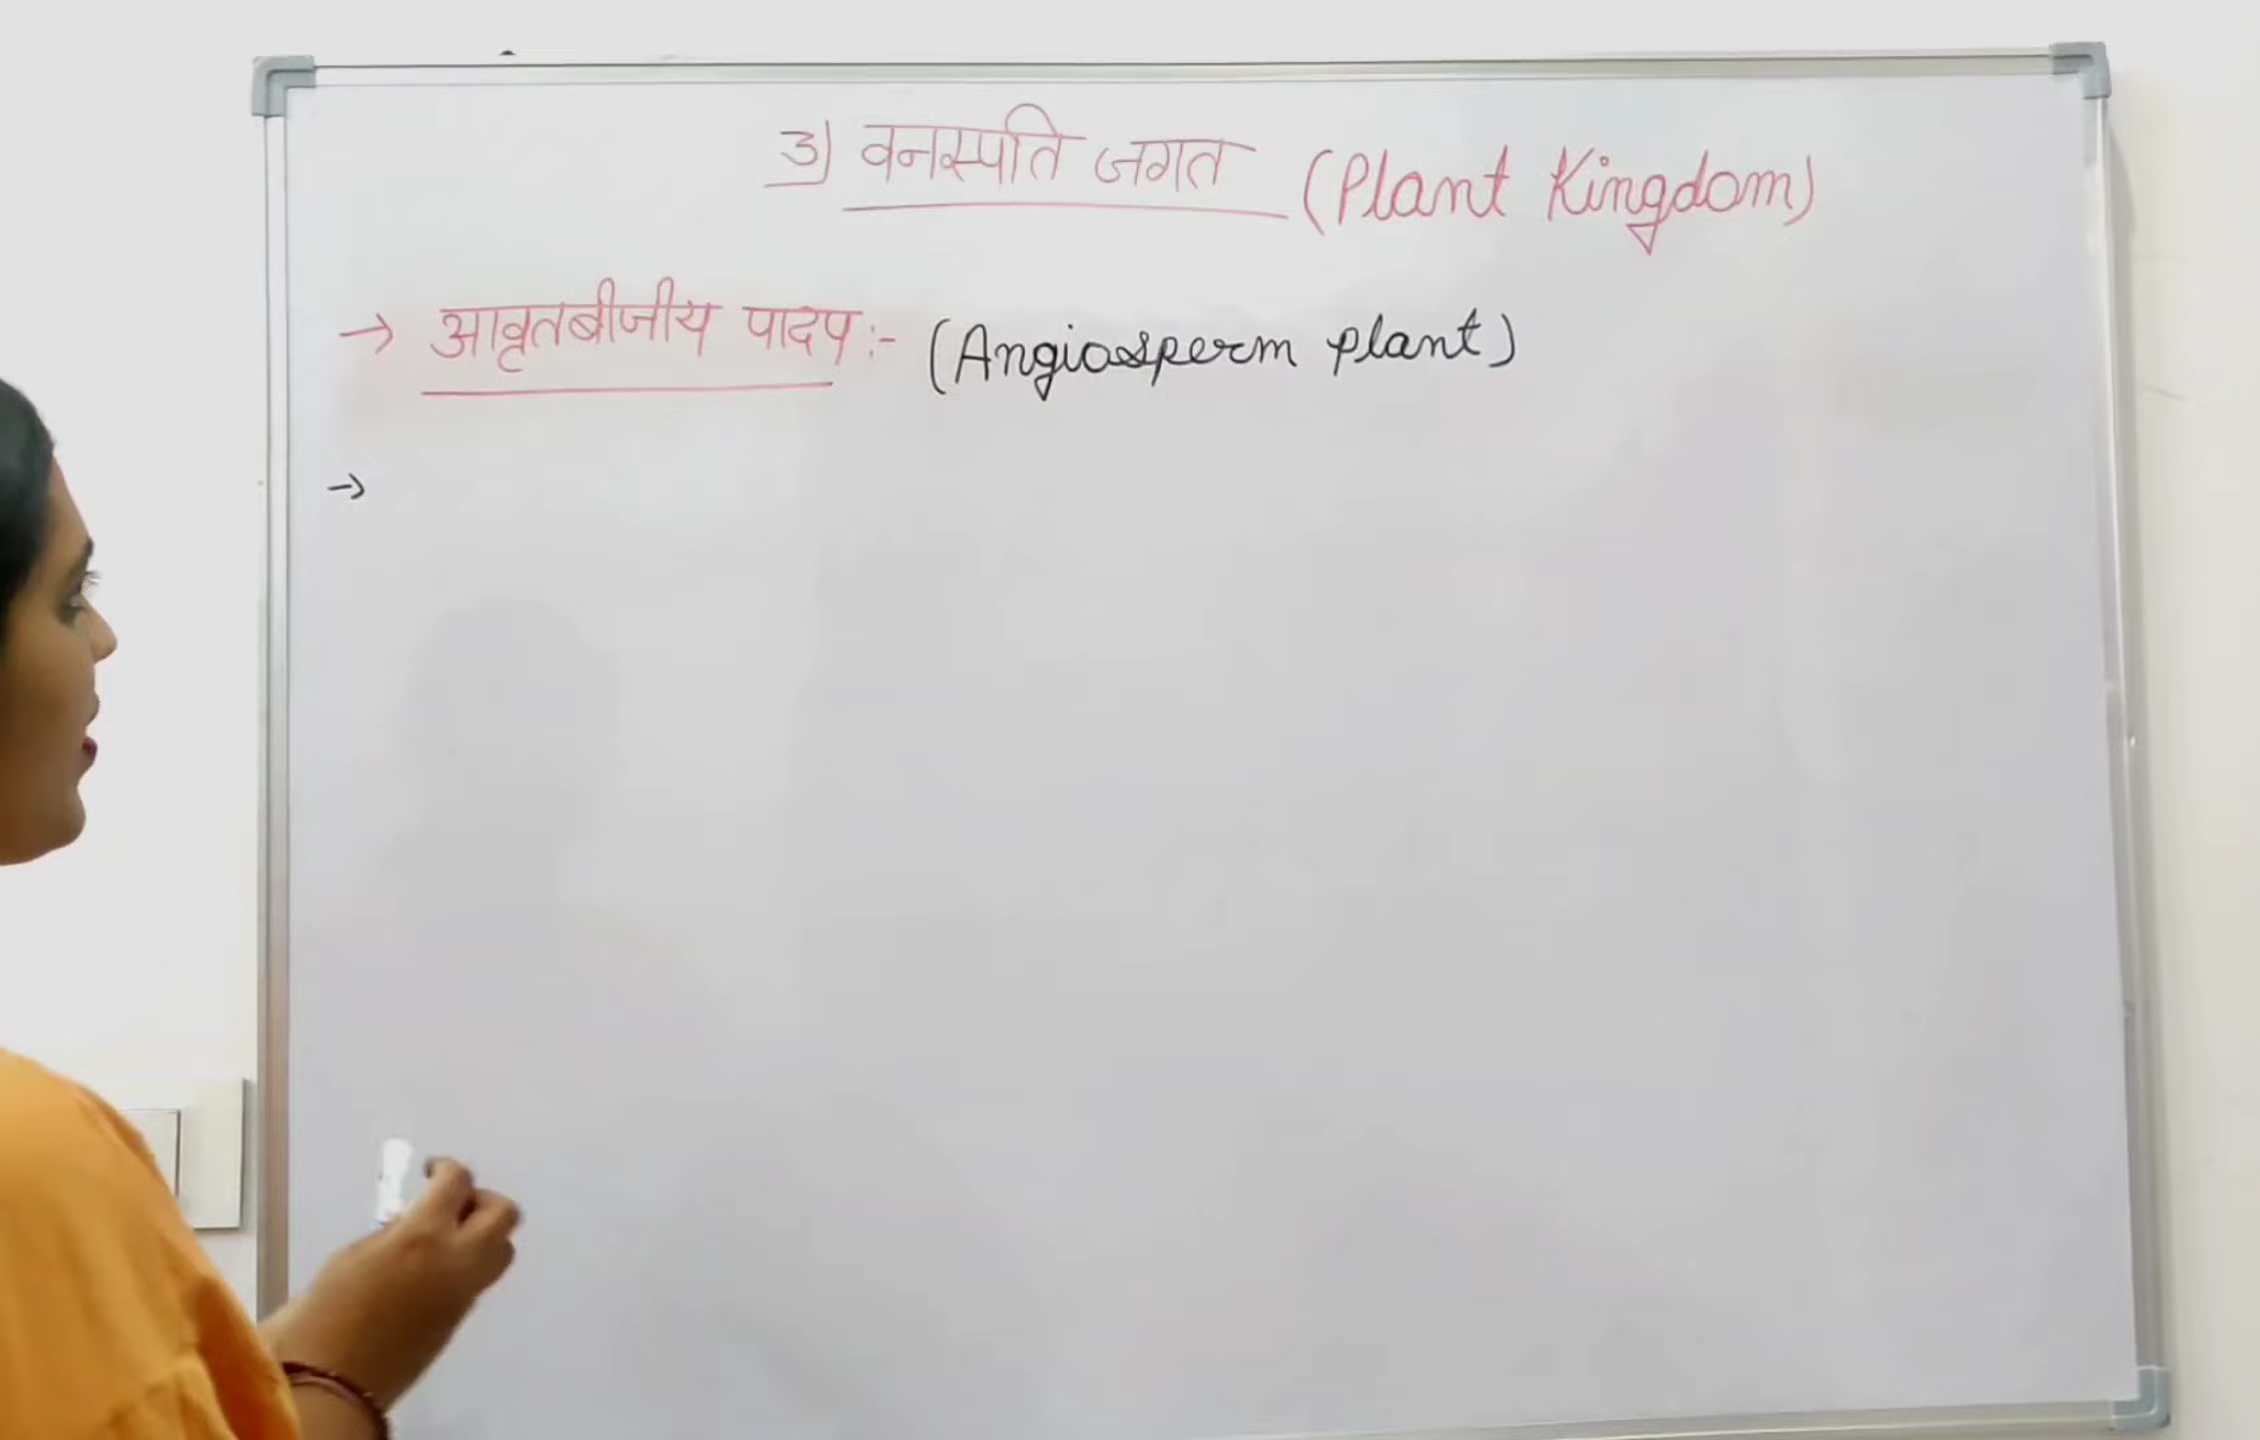 3) वनस्पति जगत (Plant Kingdom)
→ आवृतबीजीय पादप :- (Angiosperm plant)
→